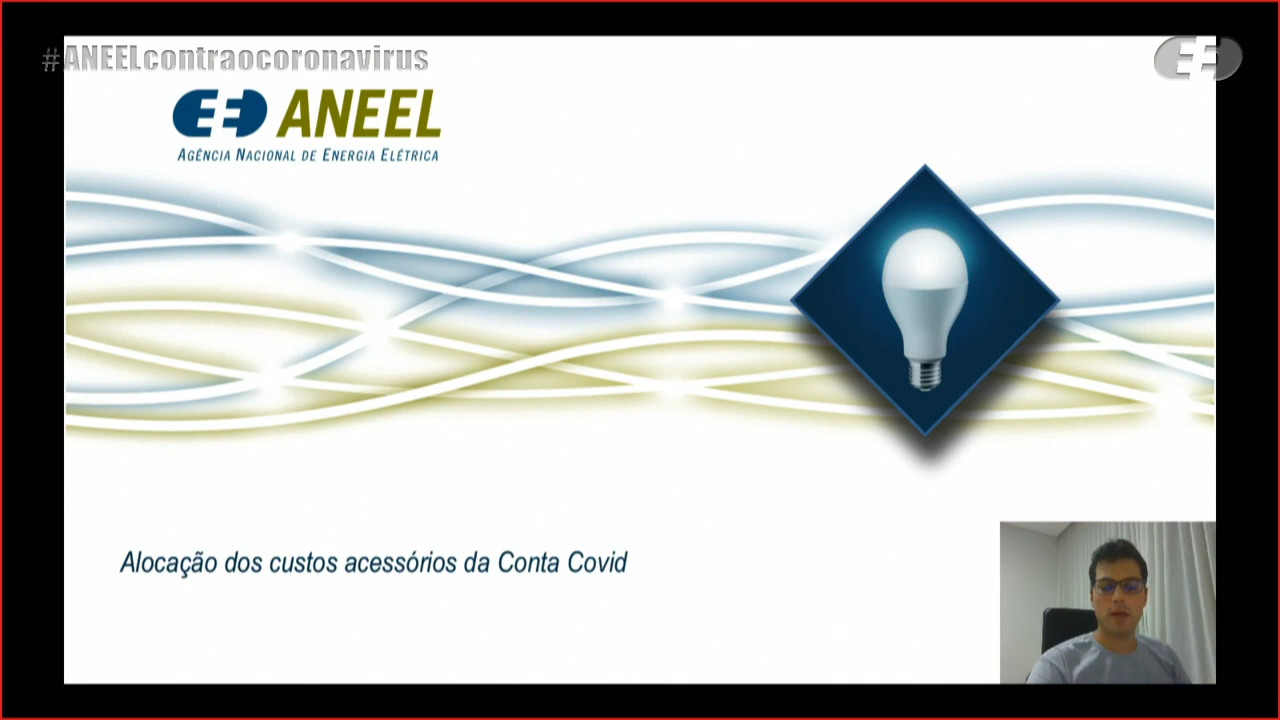 #ANEELcontraocoronavirus
ANEEL
AGÊNCIA NACIONAL DE ENERGIA ELÉTRICA
Alocação dos custos acessórios da Conta Covid